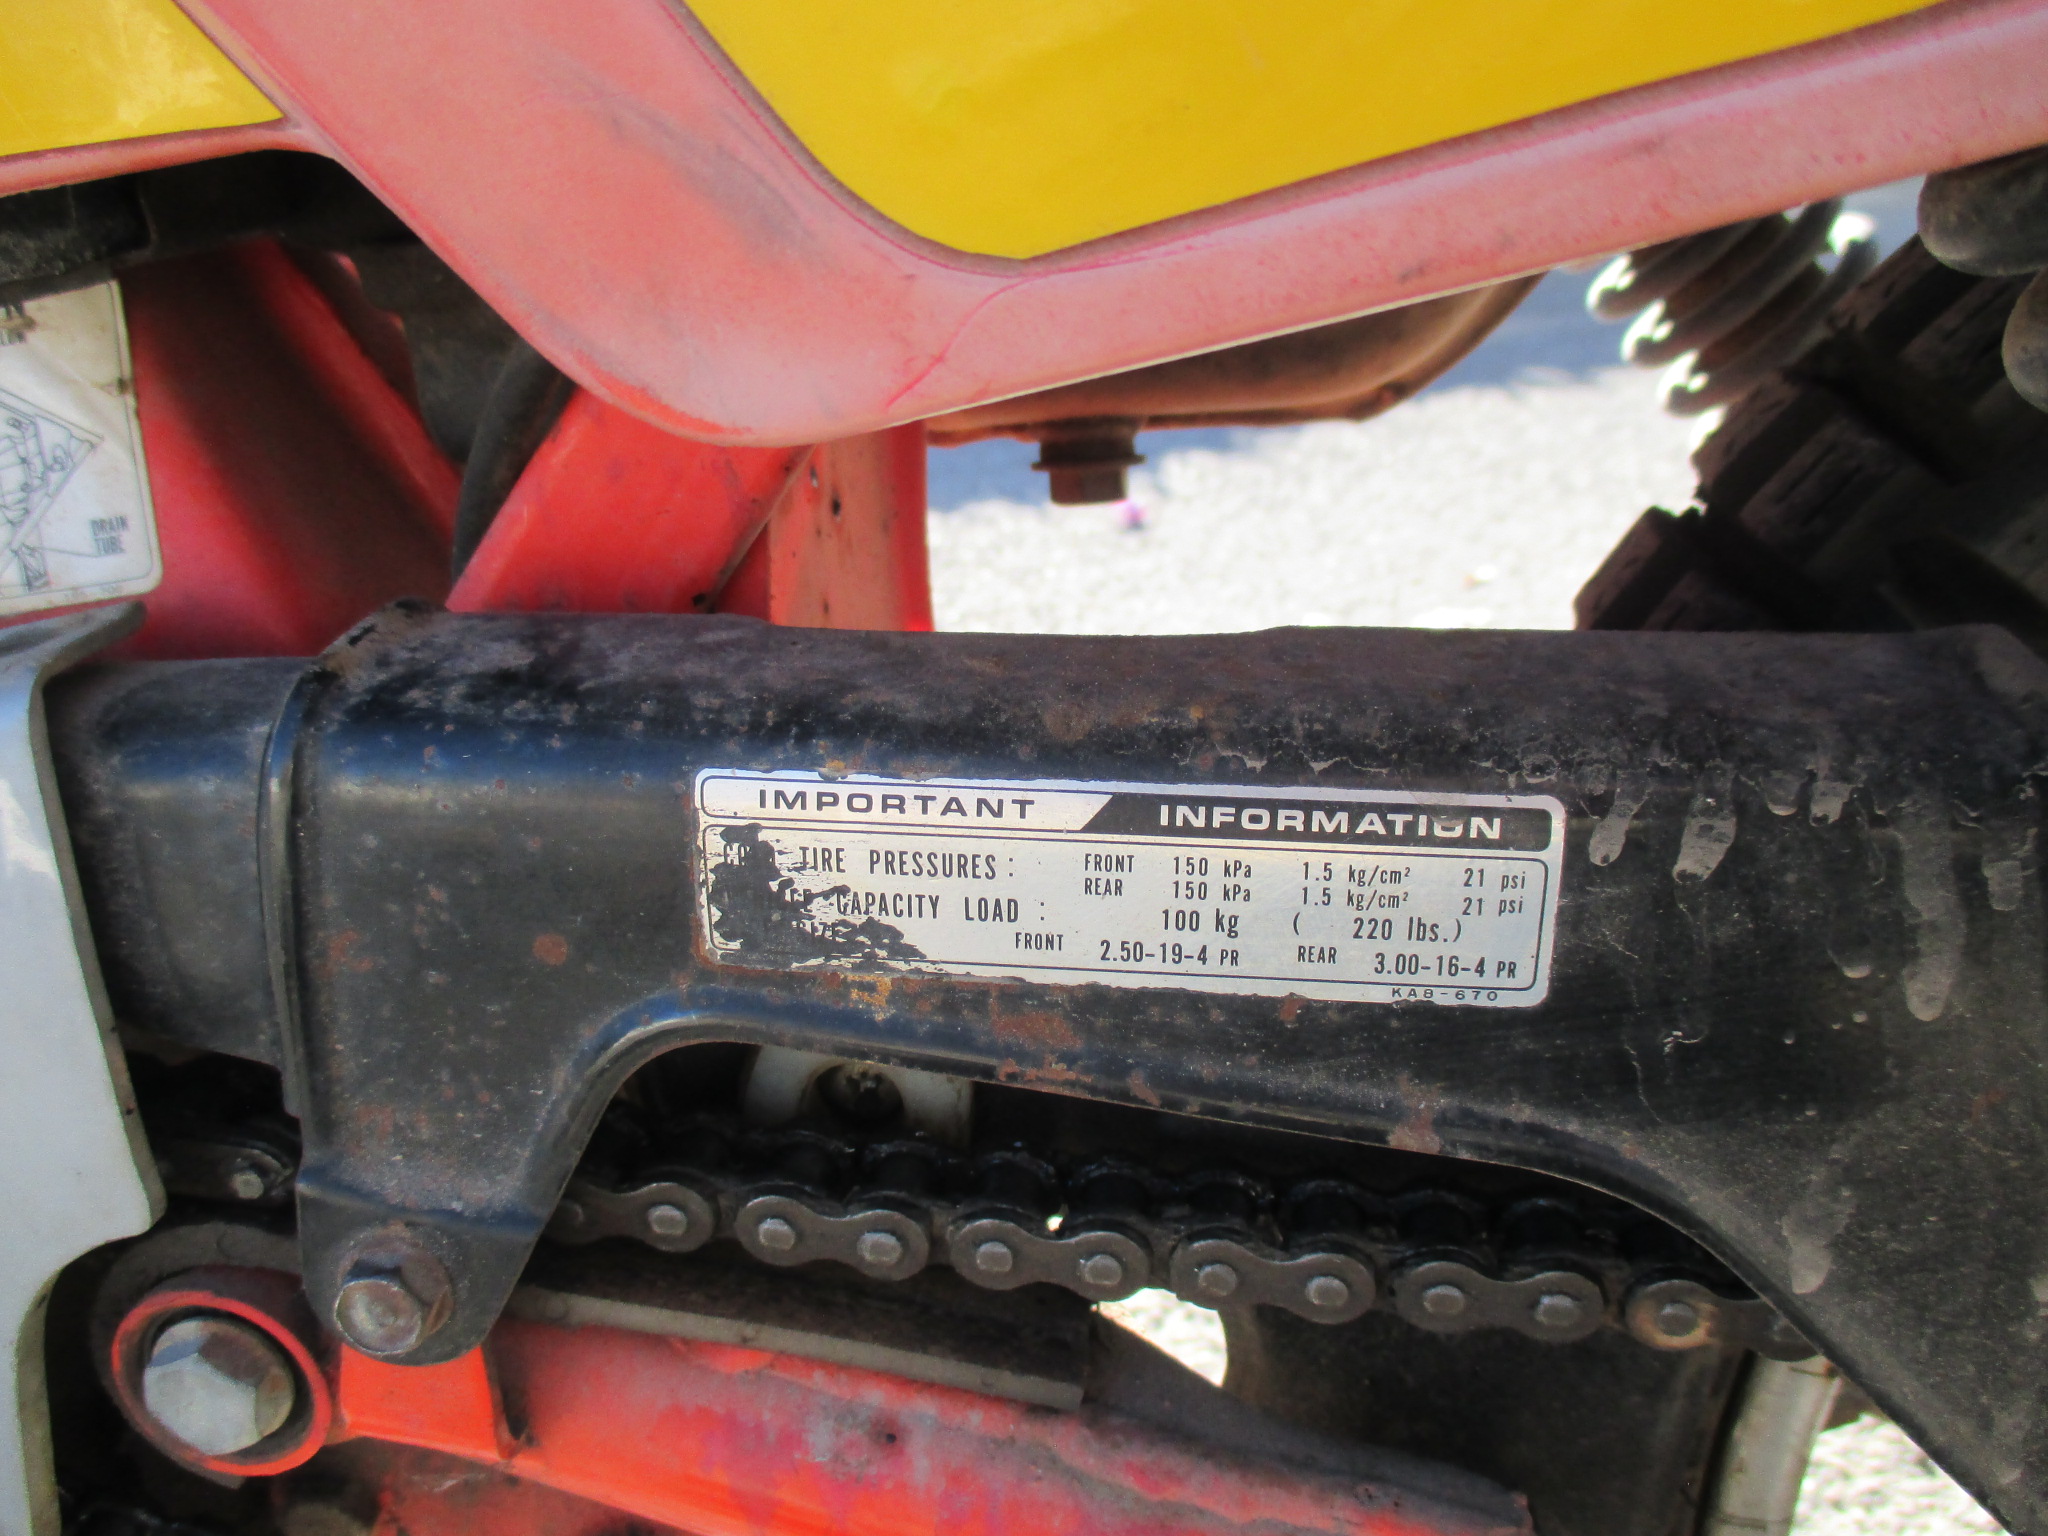 DRAIN
TUBE
IMPORTANT INFORMATION
TIRE PRESSURES : FRONT 150 kPa 1.5 kg/cm² 21 psi
REAR 150 kPa 1.5 kg/cm² 21 psi
CAPACITY LOAD : 100 kg ( 220 lbs.)
FRONT 2.50-19-4 PR REAR 3.00-16-4 PR
KA8-670